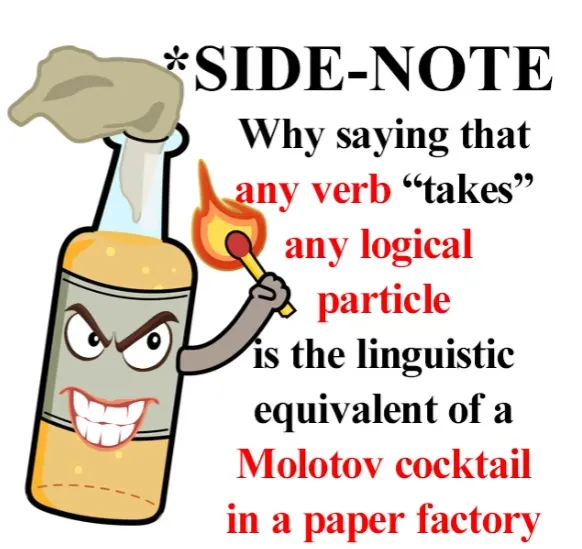 *SIDE-NOTE
Why saying that
any verb “takes”
any logical
particle
is the linguistic
equivalent of a
Molotov cocktail
in a paper factory